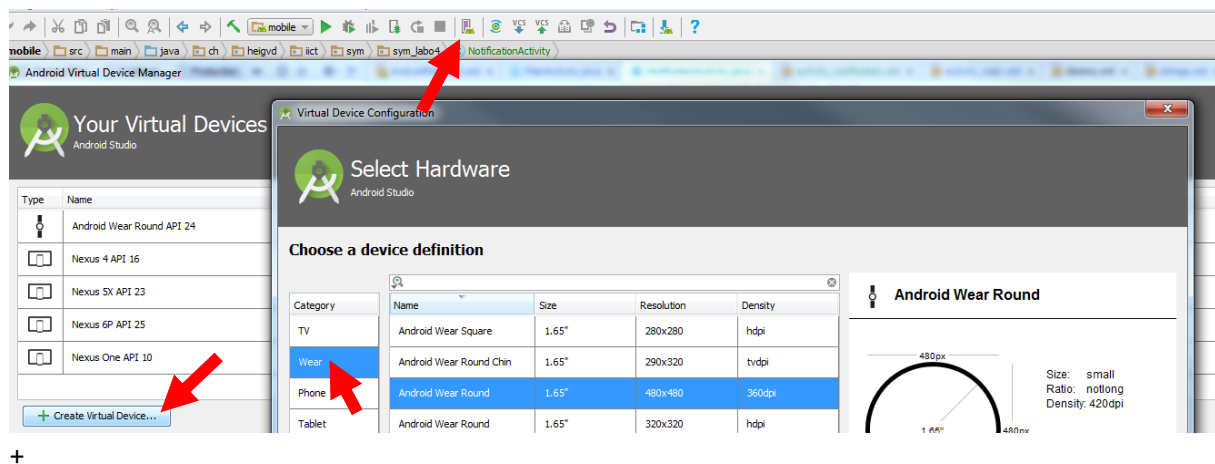 mobile
?
mobile src main java ch heigvd iict sym sym_labo4 NotificationActivity
Android Virtual Device Manager
Your Virtual Devices
Android Studio
Type Name
Android Wear Round API 24
Nexus 4 API 16
Nexus 5X API 23
Nexus 6P API 25
Nexus One API 10
+ Create Virtual Device...
Virtual Device Configuration
Select Hardware
Android Studio
Choose a device definition
Category
TV
Wear
Phone
Tablet
Name Size Resolution Density
Android Wear Square 1.65" 280x280 hdpi
Android Wear Round Chin 1.65" 290x320 tvdpi
Android Wear Round 1.65" 480x480 360dpi
Android Wear Round 1.65" 320x320 hdpi
Android Wear Round
480px
1.65"
480px
Size: small
Ratio: notlong
Density: 420dpi
+